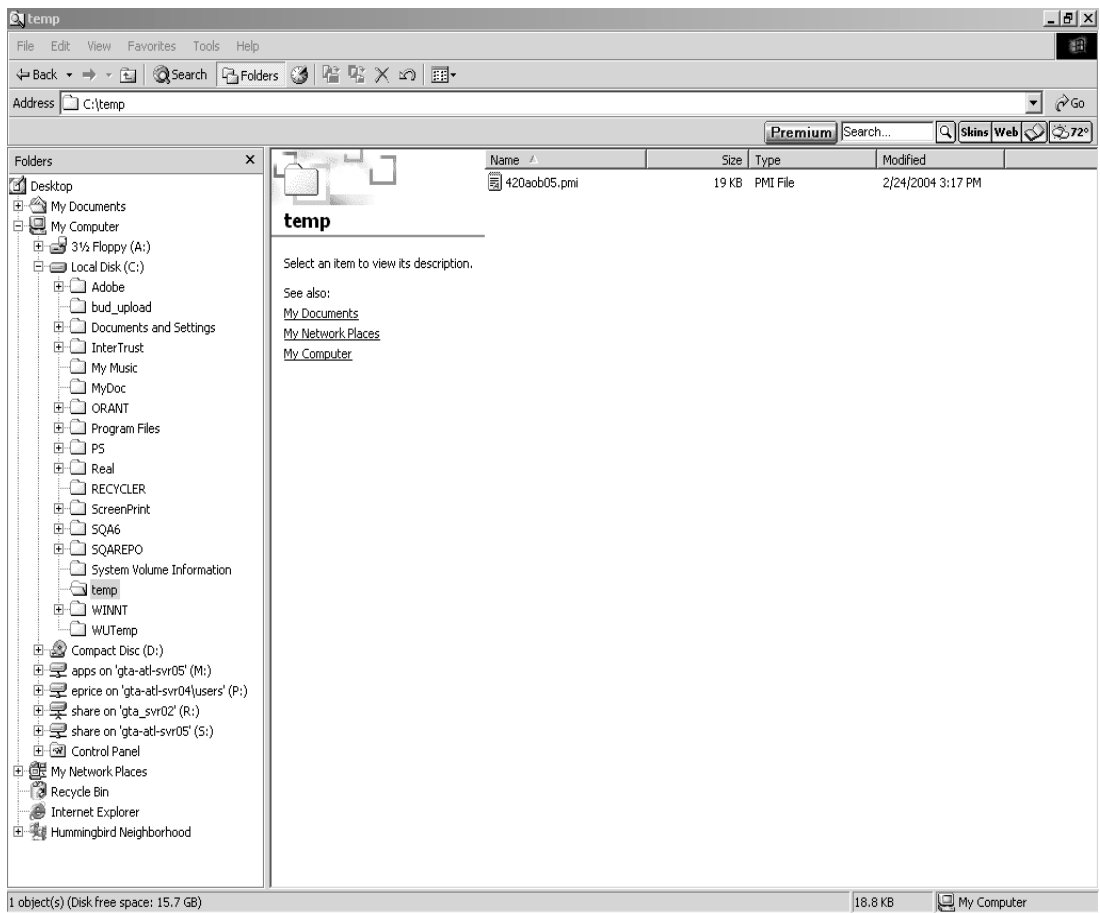 temp
File Edit View Favorites Tools Help
Back Search Folders
Address C:\temp Go
Premium Search... Skins Web 72°
Folders x
Desktop
My Documents
My Computer
3½ Floppy (A:)
Local Disk (C:)
Adobe
bud_upload
Documents and Settings
InterTrust
My Music
MyDoc
ORANT
Program Files
PS
Real
RECYCLER
ScreenPrint
SQA6
SQAREPO
System Volume Information
temp
WINNT
WUTemp
Compact Disc (D:)
apps on 'gta-atl-svr05' (M:)
eprice on 'gta-atl-svr04\users' (P:)
share on 'gta_svr02' (R:)
share on 'gta-atl-svr05' (S:)
Control Panel
My Network Places
Recycle Bin
Internet Explorer
Hummingbird Neighborhood
temp
Select an item to view its description.
See also:
My Documents
My Network Places
My Computer
Name Size Type Modified
420aob05.pmi 19 KB PMI File 2/24/2004 3:17 PM
1 object(s) (Disk free space: 15.7 GB) 18.8 KB My Computer